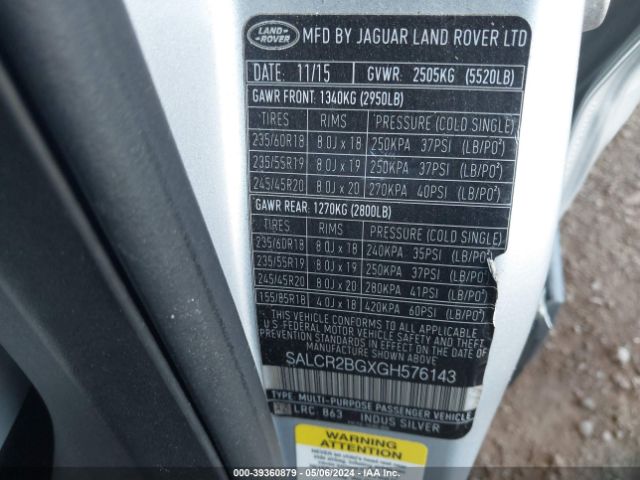 LAND-ROVER
MFD BY JAGUAR LAND ROVER LTD
DATE: 11/15 GVWR: 2505KG (5520LB)
GAWR FRONT: 1340KG (2950LB)
TIRES RIMS PRESSURE (COLD SINGLE)
235/60R18 8.0J x 18 250KPA 37PSI (LB/PO²)
235/55R19 8.0J x 19 250KPA 37PSI (LB/PO²)
245/45R20 8.0J x 20 270KPA 40PSI (LB/PO²)
GAWR REAR: 1270KG (2800LB)
TIRES RIMS PRESSURE (COLD SINGLE)
235/60R18 8.0J x 18 240KPA 35PSI (LB/PO²)
235/55R19 8.0J x 19 250KPA 37PSI (LB/PO²)
245/45R20 8.0J x 20 280KPA 41PSI (LB/PO²)
155/85R18 4.0J x 18 420KPA 60PSI (LB/PO²)
THIS VEHICLE CONFORMS TO ALL APPLICABLE
U.S. FEDERAL MOTOR VEHICLE SAFETY AND THEFT
PREVENTION STANDARDS IN EFFECT ON THE DATE
OF MANUFACTURE SHOWN ABOVE
SALCR2BGXGH576143
TYPE: MULTI-PURPOSE PASSENGER VEHICLE
LRC 863 INDUS SILVER
WARNING
ATTENTION
COPART: 000-39360879 - 05/06/2024 -